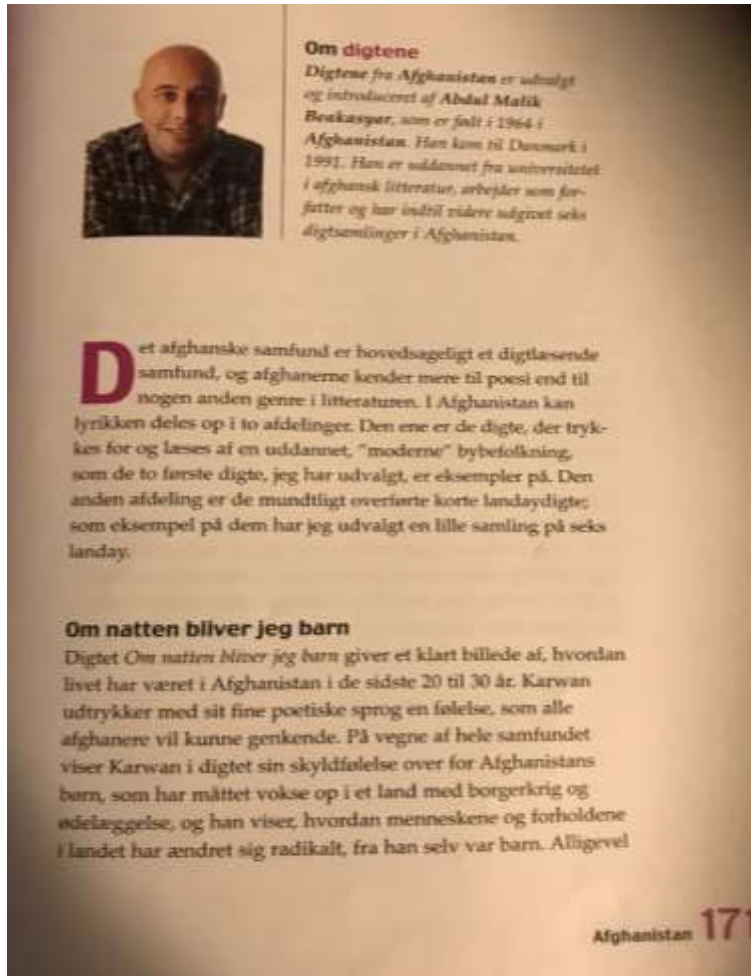 Om digtene
Digtene fra Afghanistan er udvalgt
og introduceret af Abdul Malik
Beakasyar, som er født i 1964 i
Afghanistan. Han kom til Danmark i
1991. Han er uddannet fra universitetet
i afghansk litteratur, arbejder som for-
fatter og har indtil videre udgivet seks
digtsamlinger i Afghanistan.
Det afghanske samfund er hovedsageligt et digtlæsende
samfund, og afghanerne kender mere til poesi end til
nogen anden genre i litteraturen. I Afghanistan kan
lyrikken deles op i to afdelinger. Den ene er de digte, der tryk-
kes for og læses af en uddannet, "moderne" bybefolkning,
som de to første digte, jeg har udvalgt, er eksempler på. Den
anden afdeling er de mundtligt overførte korte landaydigte;
som eksempel på dem har jeg udvalgt en lille samling på seks
landay.
Om natten bliver jeg barn
Digtet Om natten bliver jeg barn giver et klart billede af, hvordan
livet har været i Afghanistan i de sidste 20 til 30 år. Karwan
udtrykker med sit fine poetiske sprog en følelse, som alle
afghanere vil kunne genkende. På vegne af hele samfundet
viser Karwan i digtet sin skyldfølelse over for Afghanistans
børn, som har måttet vokse op i et land med borgerkrig og
ødelæggelse, og han viser, hvordan menneskene og forholdene
i landet har ændret sig radikalt, fra han selv var barn. Alligevel
Afghanistan 171